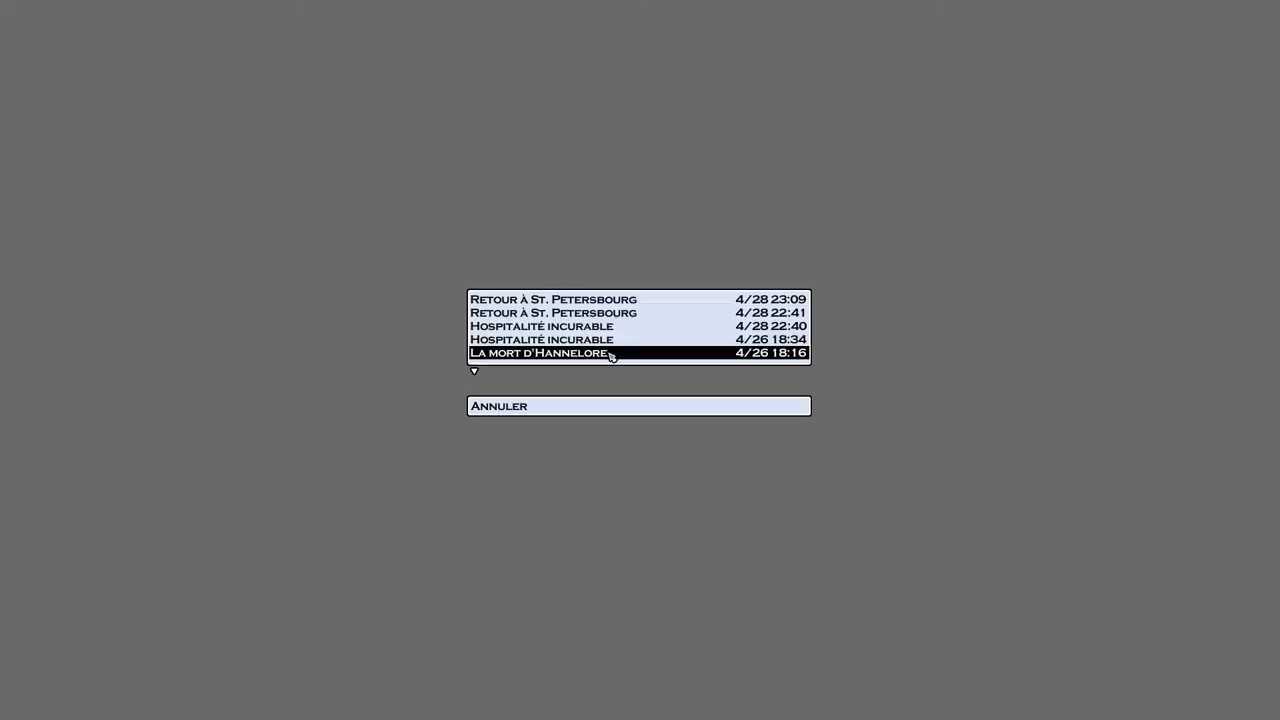 Retour à St. Petersbourg 4/28 23:09
Retour à St. Petersbourg 4/28 22:41
Hospitalité incurable 4/28 22:40
Hospitalité incurable 4/26 18:34
La mort d'Hannelore 4/26 18:16
Annuler